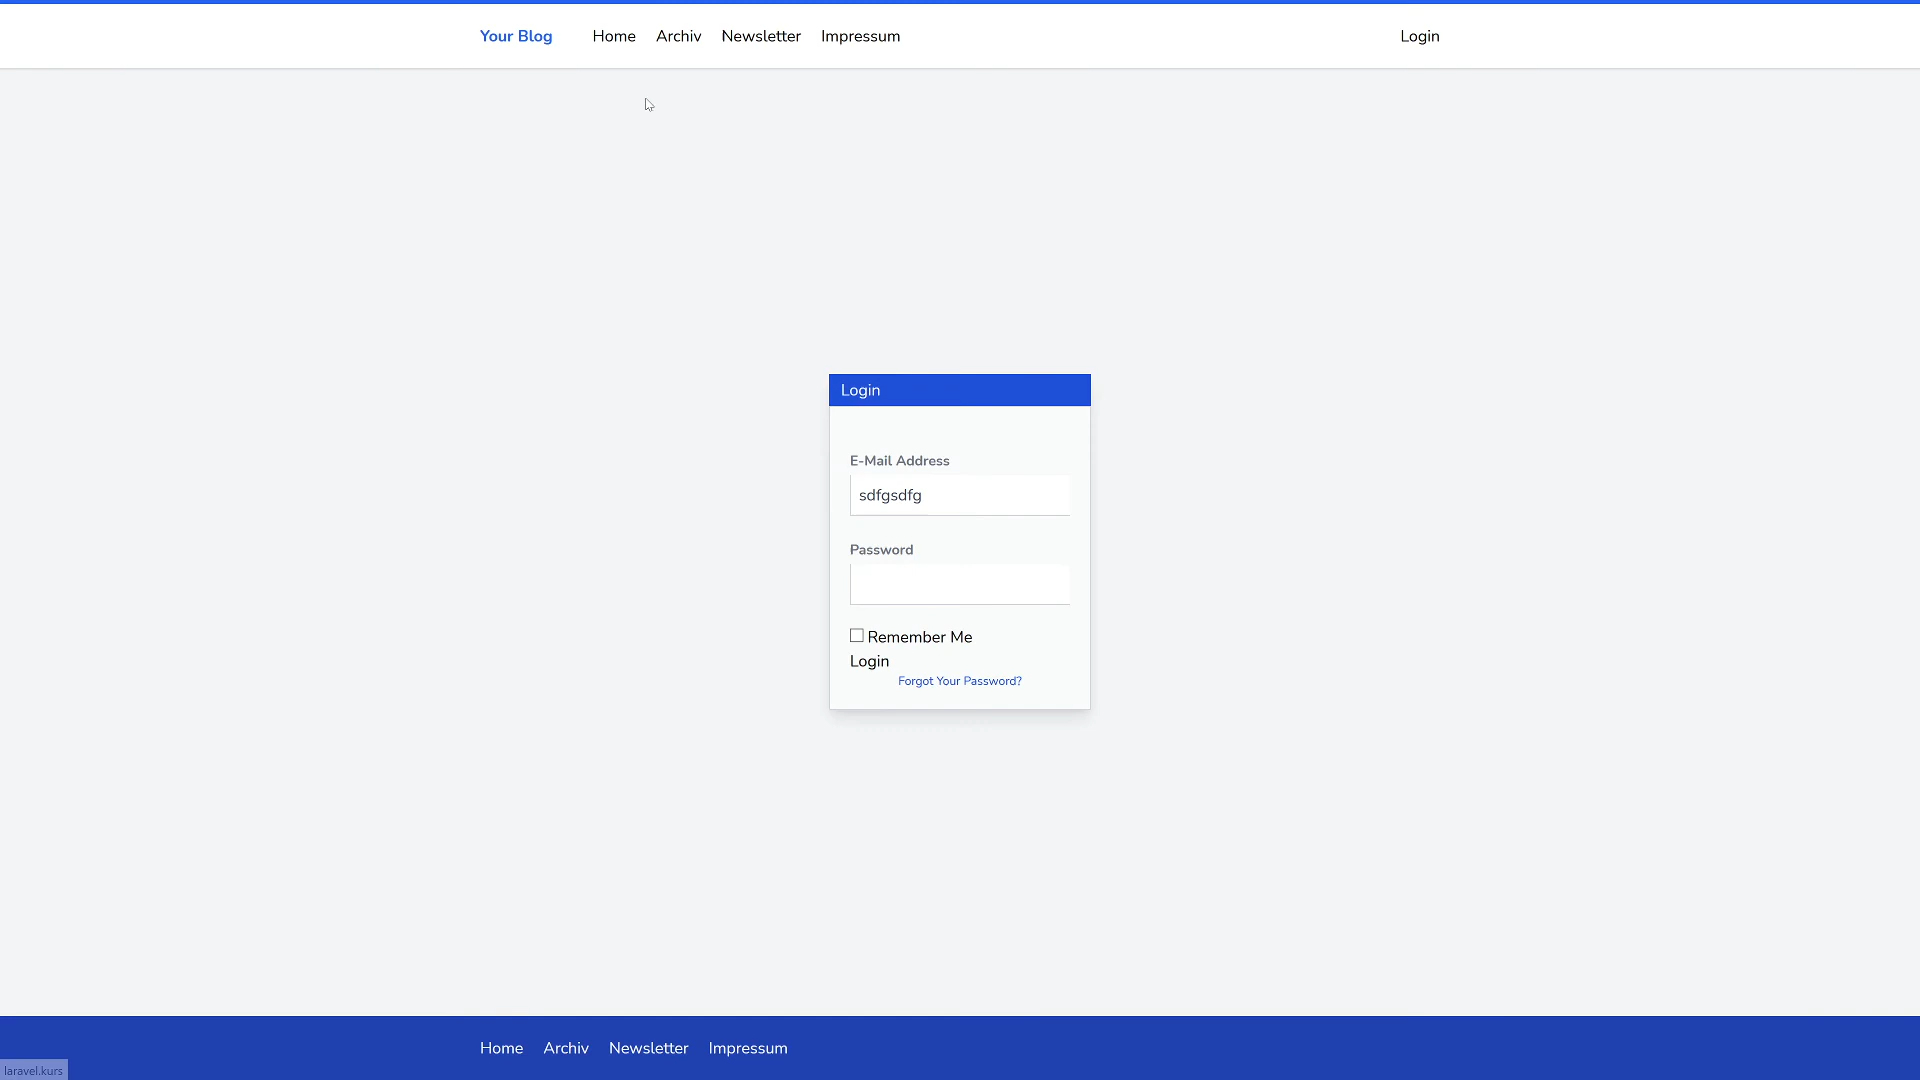 Your Blog Home Archiv Newsletter Impressum Login
Login
E-Mail Address
sdfgsdfg
Password
Remember Me
Login
Forgot Your Password?
Home Archiv Newsletter Impressum
laravel.kurs